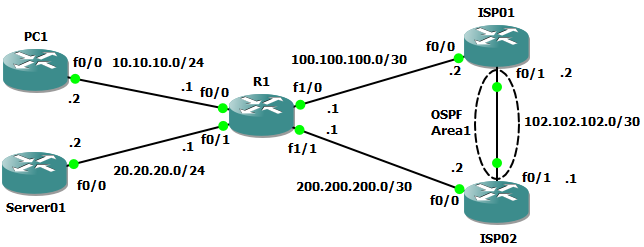 PC1
f0/0
10.10.10.0/24
.2
.1
f0/0
R1
f1/0
100.100.100.0/30
f0/0
.2
ISP01
f0/1 .2
.1
OSPF
Area1
102.102.102.0/30
.2
.1
f0/1
.1
f1/1
20.20.20.0/24
f0/0
Server01
200.200.200.0/30
.2
f0/0
f0/1 .1
ISP02